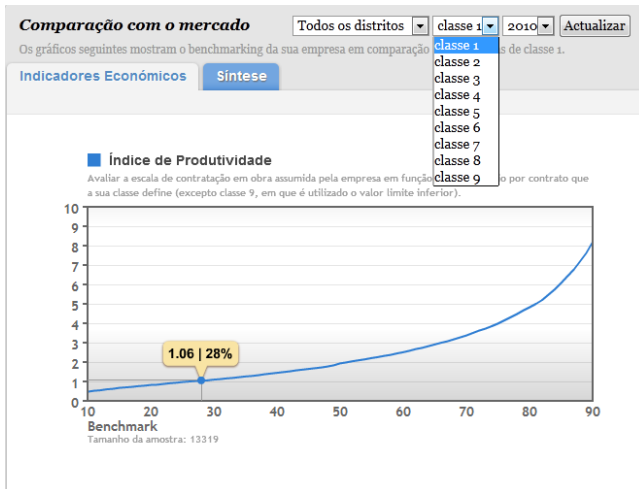 Comparação com o mercado
Todos os distritos classe 1 2010 Actualizar
Os gráficos seguintes mostram o benchmarking da sua empresa em comparação s de classe 1.
classe 1
classe 2
classe 3
classe 4
classe 5
classe 6
classe 7
classe 8
classe 9
Indicadores Económicos Síntese
Índice de Produtividade
Avaliar a escala de contratação em obra assumida pela empresa em função o por contrato que
a sua classe define (excepto classe 9, em que é utilizado o valor limite inferior).
10
9
8
7
6
5
4
3
2
1
0
1.06 | 28%
10 20 30 40 50 60 70 80 90
Benchmark
Tamanho da amostra: 13319